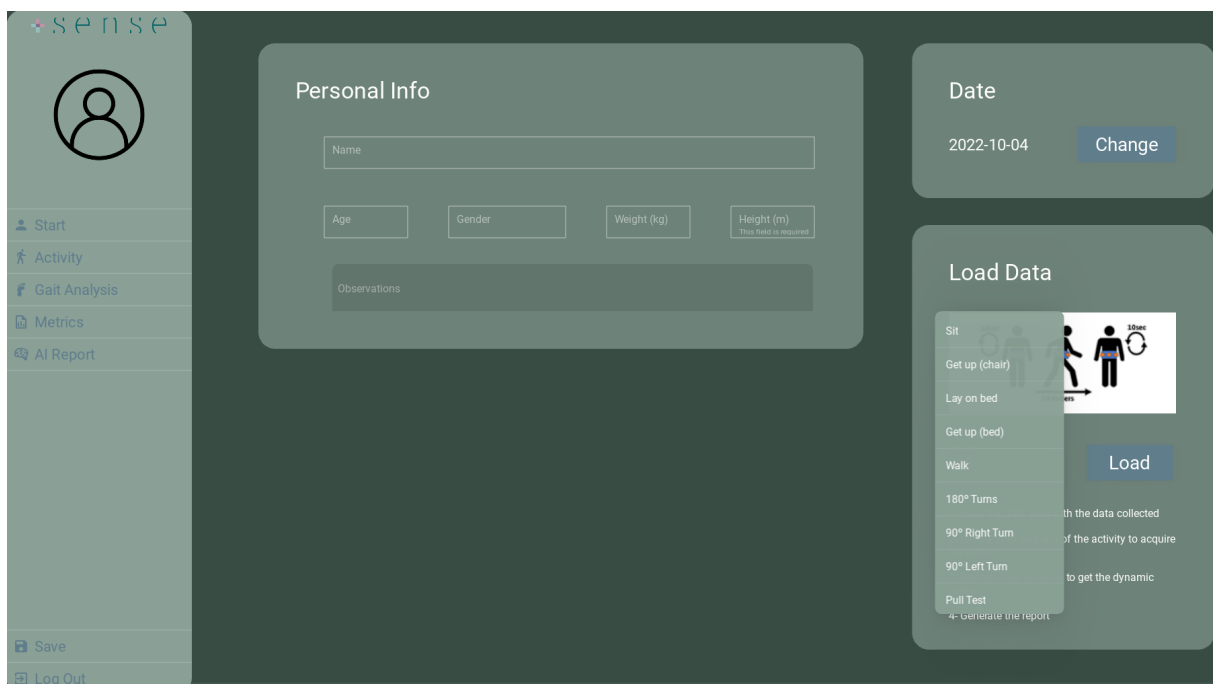 sense
Start
Activity
Gait Analysis
Metrics
AI Report
Save
Log Out
Personal Info
Name
Age
Gender
Weight (kg)
Height (m)
This field is required
Observations
Date
2022-10-04
Change
Load Data
10sec
Sit
Get up (chair)
Lay on bed
Get up (bed)
Walk
180º Turns
90º Right Turn
90º Left Turn
Pull Test
Load
th the data collected
of the activity to acquire
to get the dynamic
4- Generate the report